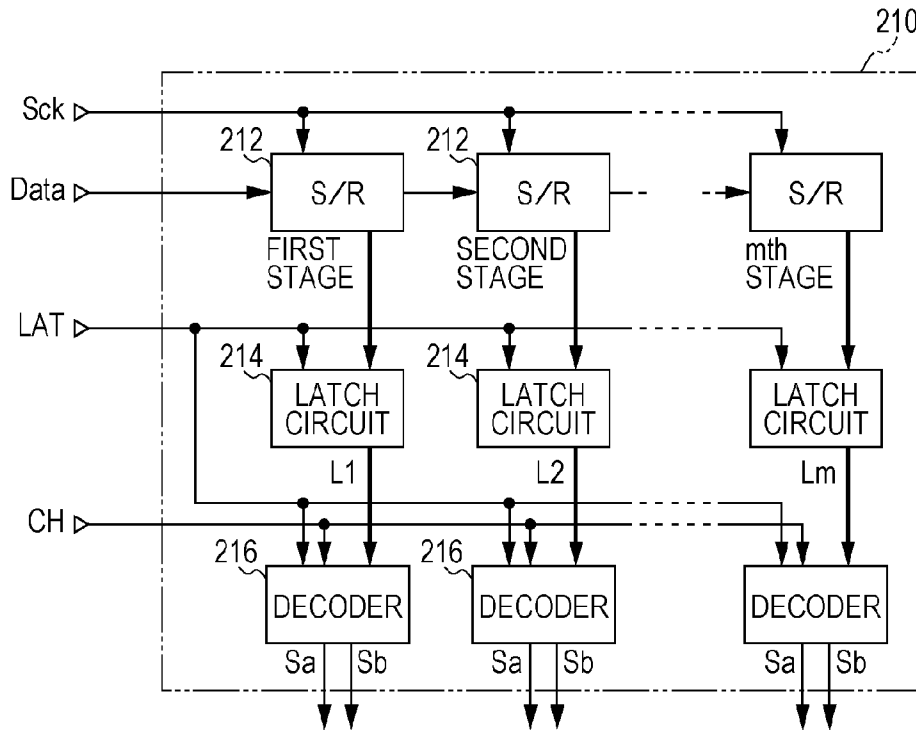 210
Sck
212
212
Data
S/R
S/R
S/R
FIRST
STAGE
SECOND
STAGE
mth
STAGE
LAT
214
214
LATCH
CIRCUIT
LATCH
CIRCUIT
LATCH
CIRCUIT
L1
L2
Lm
CH
216
216
DECODER
DECODER
DECODER
Sa
Sb
Sa
Sb
Sa
Sb